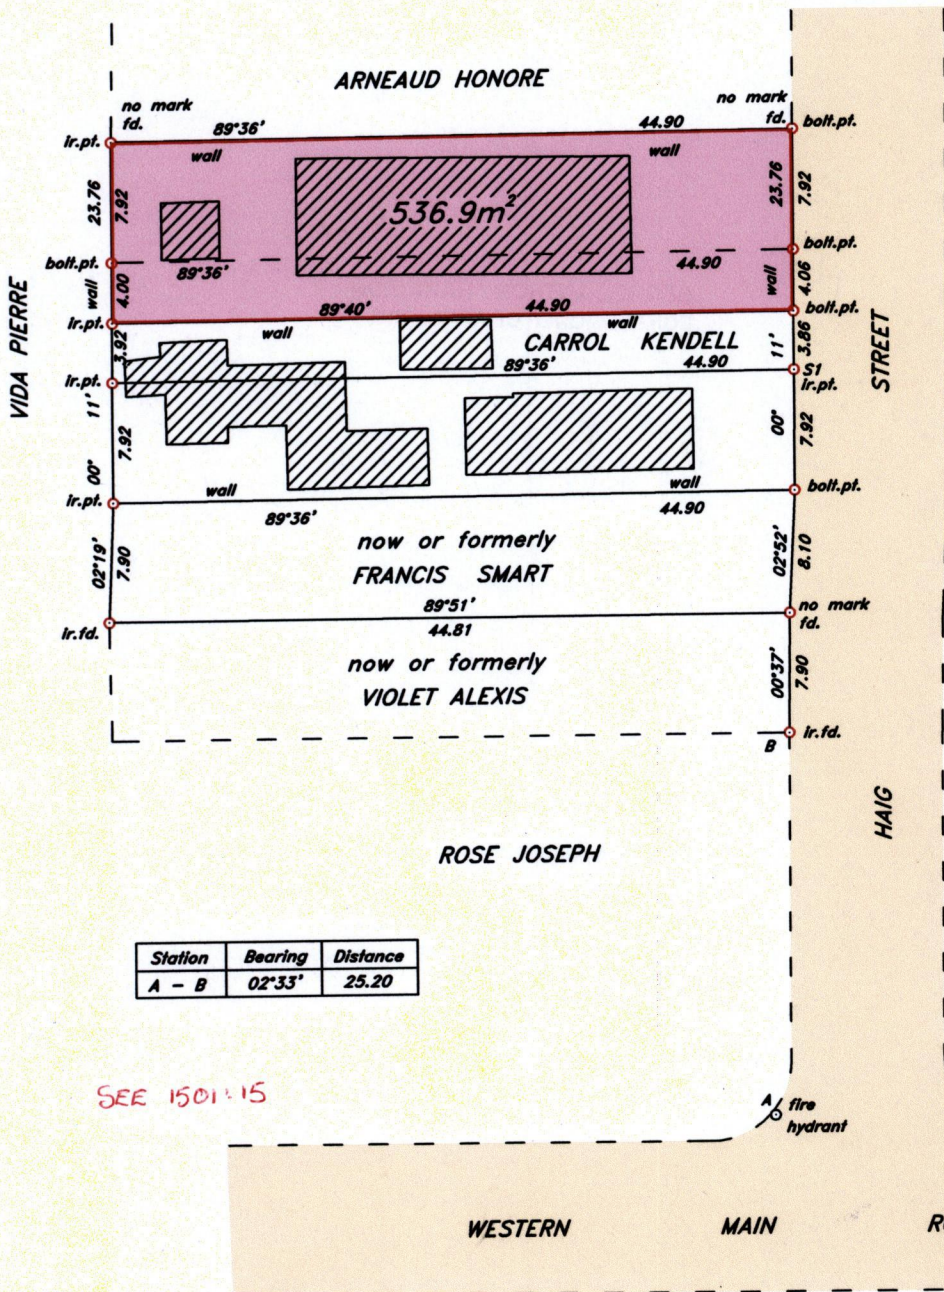 ARNEAUD HONORE
no mark
fd.
no mark
fd.
ir.pt.
89°36'
44.90
bolt.pt.
wall
wall
23.76
7.92
536.9m²
23.76
7.92
bolt.pt.
89°36'
44.90
bolt.pt.
wall
4.00
wall
4.06
ir.pt.
89°40'
44.90
bolt.pt.
wall
wall
3.92
CARROL KENDELL
11'
3.86
89°36'
44.90
S1
ir.pt.
ir.pt.
VIDA PIERRE
STREET
11'
7.92
00°
00°
7.92
wall
wall
ir.pt.
89°36'
44.90
bolt.pt.
now or formerly
FRANCIS SMART
02°19'
7.90
02°52'
8.10
89°51'
44.81
ir.fd.
no mark
fd.
now or formerly
VIOLET ALEXIS
00°37'
7.90
B
ir.fd.
HAIG
ROSE JOSEPH
Station Bearing Distance
A - B 02°33' 25.20
SEE 1501:15
A
fire
hydrant
WESTERN MAIN